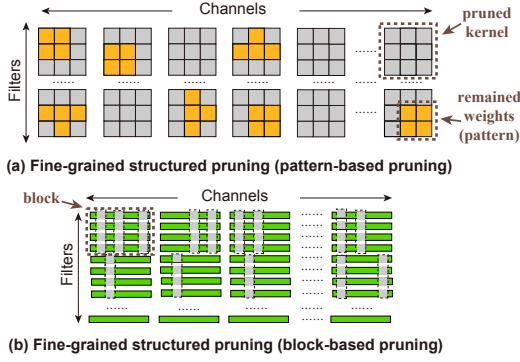 Channels
pruned
kernel
Filters
......
......
......
......
......
......
remained
weights
(pattern)
(a) Fine-grained structured pruning (pattern-based pruning)
block
Channels
Filters
......
......
......
......
......
......
......
......
......
......
......
......
......
(b) Fine-grained structured pruning (block-based pruning)